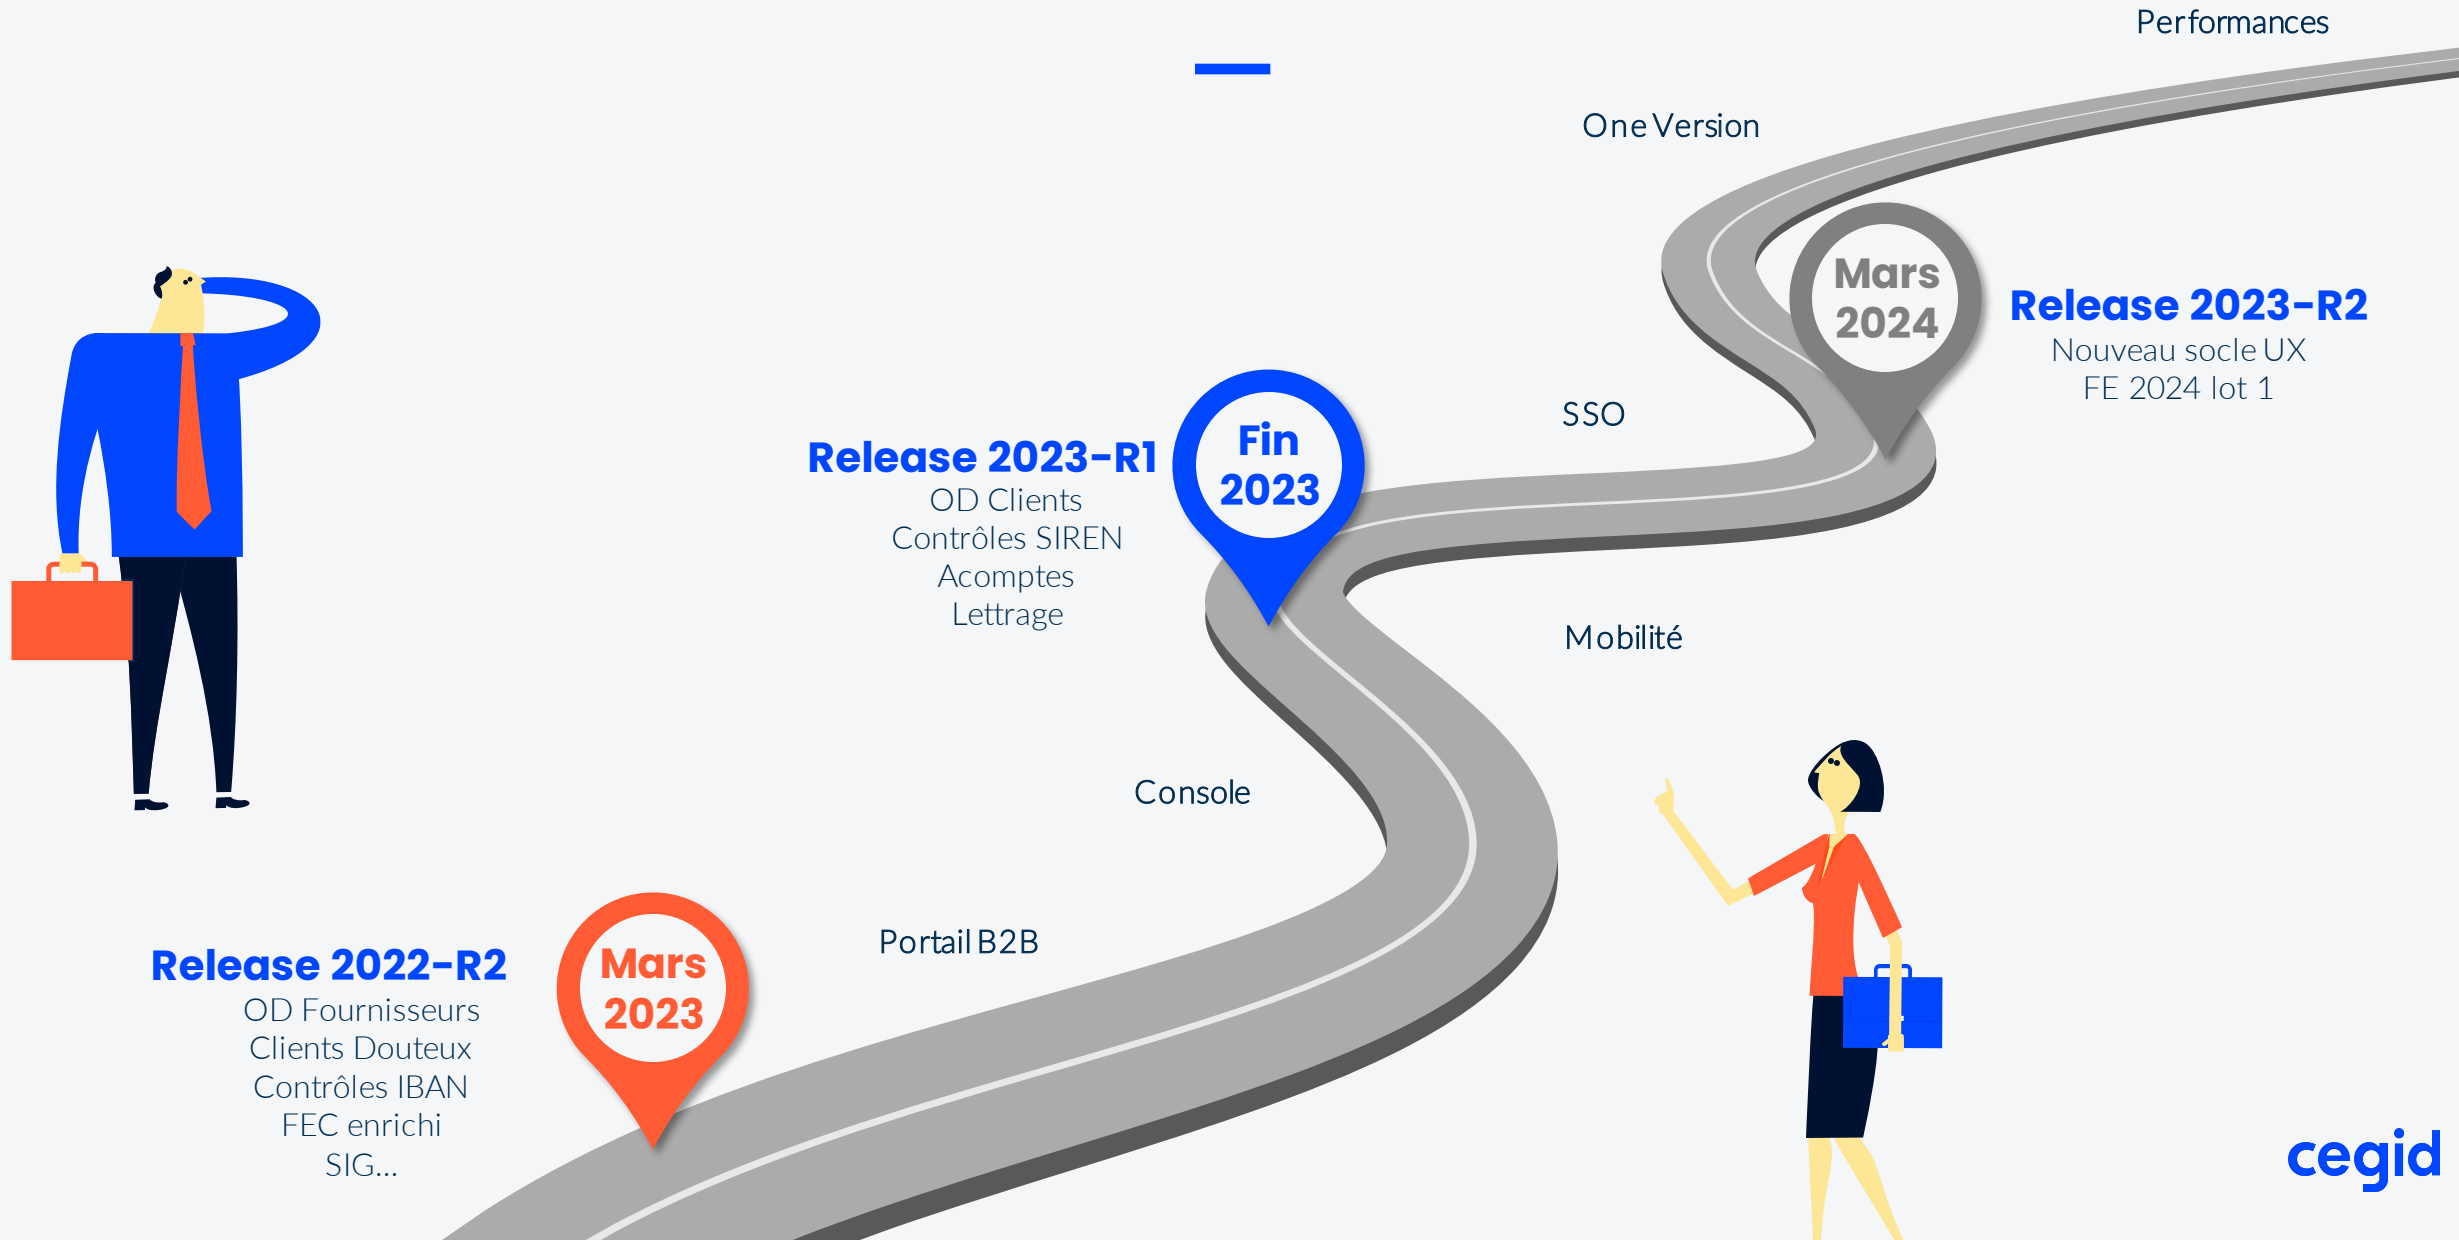 Performances
One Version
Mars
2024
Release 2023-R2
Nouveau socle UX
FE 2024 lot 1
SSO
Fin
2023
Release 2023-R1
OD Clients
Contrôles SIREN
Acomptes
Lettrage
Mobilité
Console
Portail B2B
Mars
2023
Release 2022-R2
OD Fournisseurs
Clients Douteux
Contrôles IBAN
FEC enrichi
SIG...
cegid